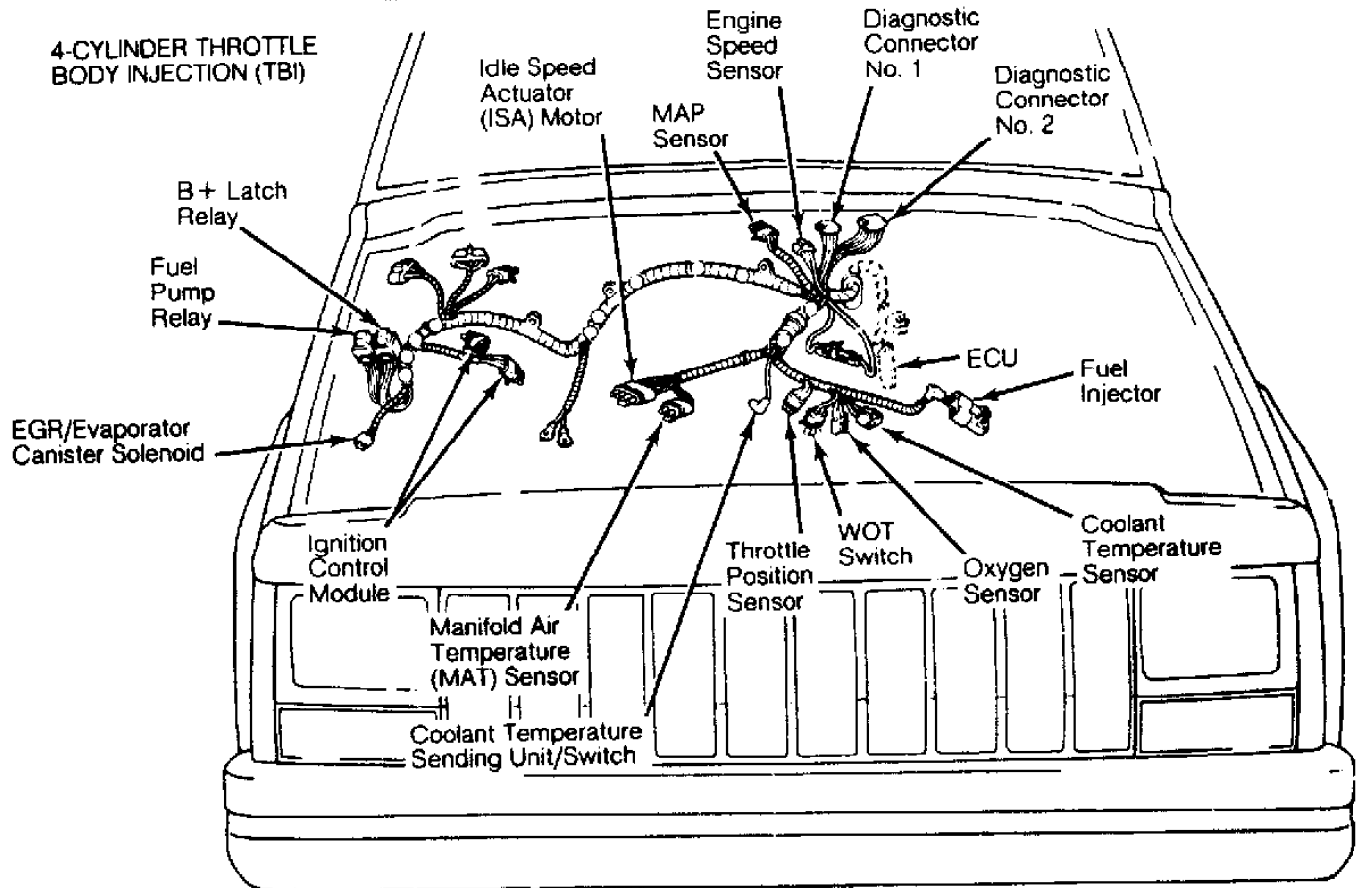 4-CYLINDER THROTTLE
BODY INJECTION (TBI)
Idle Speed
Actuator
(ISA) Motor
MAP
Sensor
Engine
Speed
Sensor
Diagnostic
Connector
No. 1
Diagnostic
Connector
No. 2
B+ Latch
Relay
Fuel
Pump
Relay
EGR/Evaporator
Canister Solenoid
ECU
Fuel
Injector
Ignition
Control
Module
Manifold Air
Temperature
(MAT) Sensor
Coolant Temperature
Sending Unit/Switch
Throttle
Position
Sensor
WOT
Switch
Oxygen
Sensor
Coolant
Temperature
Sensor